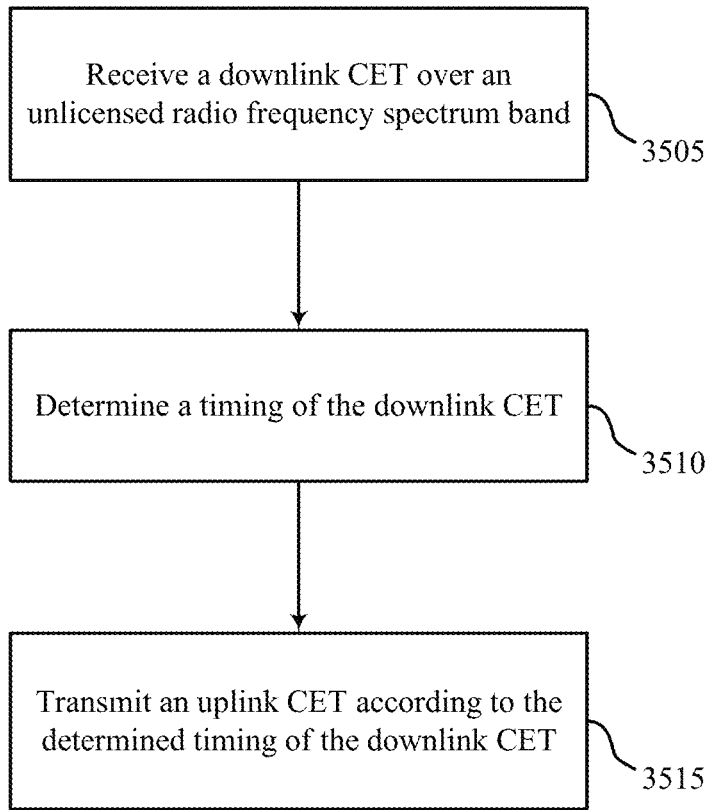 Receive a downlink CET over an
unlicensed radio frequency spectrum band
3505
Determine a timing of the downlink CET
3510
Transmit an uplink CET according to the
determined timing of the downlink CET
3515